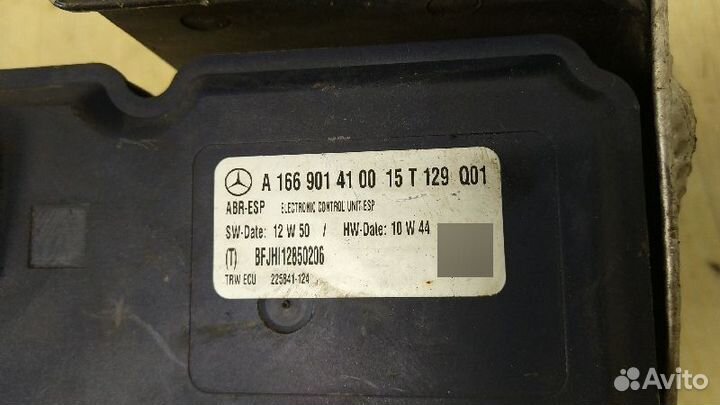 A 166 901 41 00 15 T 129 Q01
ABR-ESP ELECTRONIC CONTROL UNIT-ESP
SW-Date: 12 W 50 / HW-Date: 10 W 44
(T) BFJHI12850206
TRW ECU 225841-124
Avito